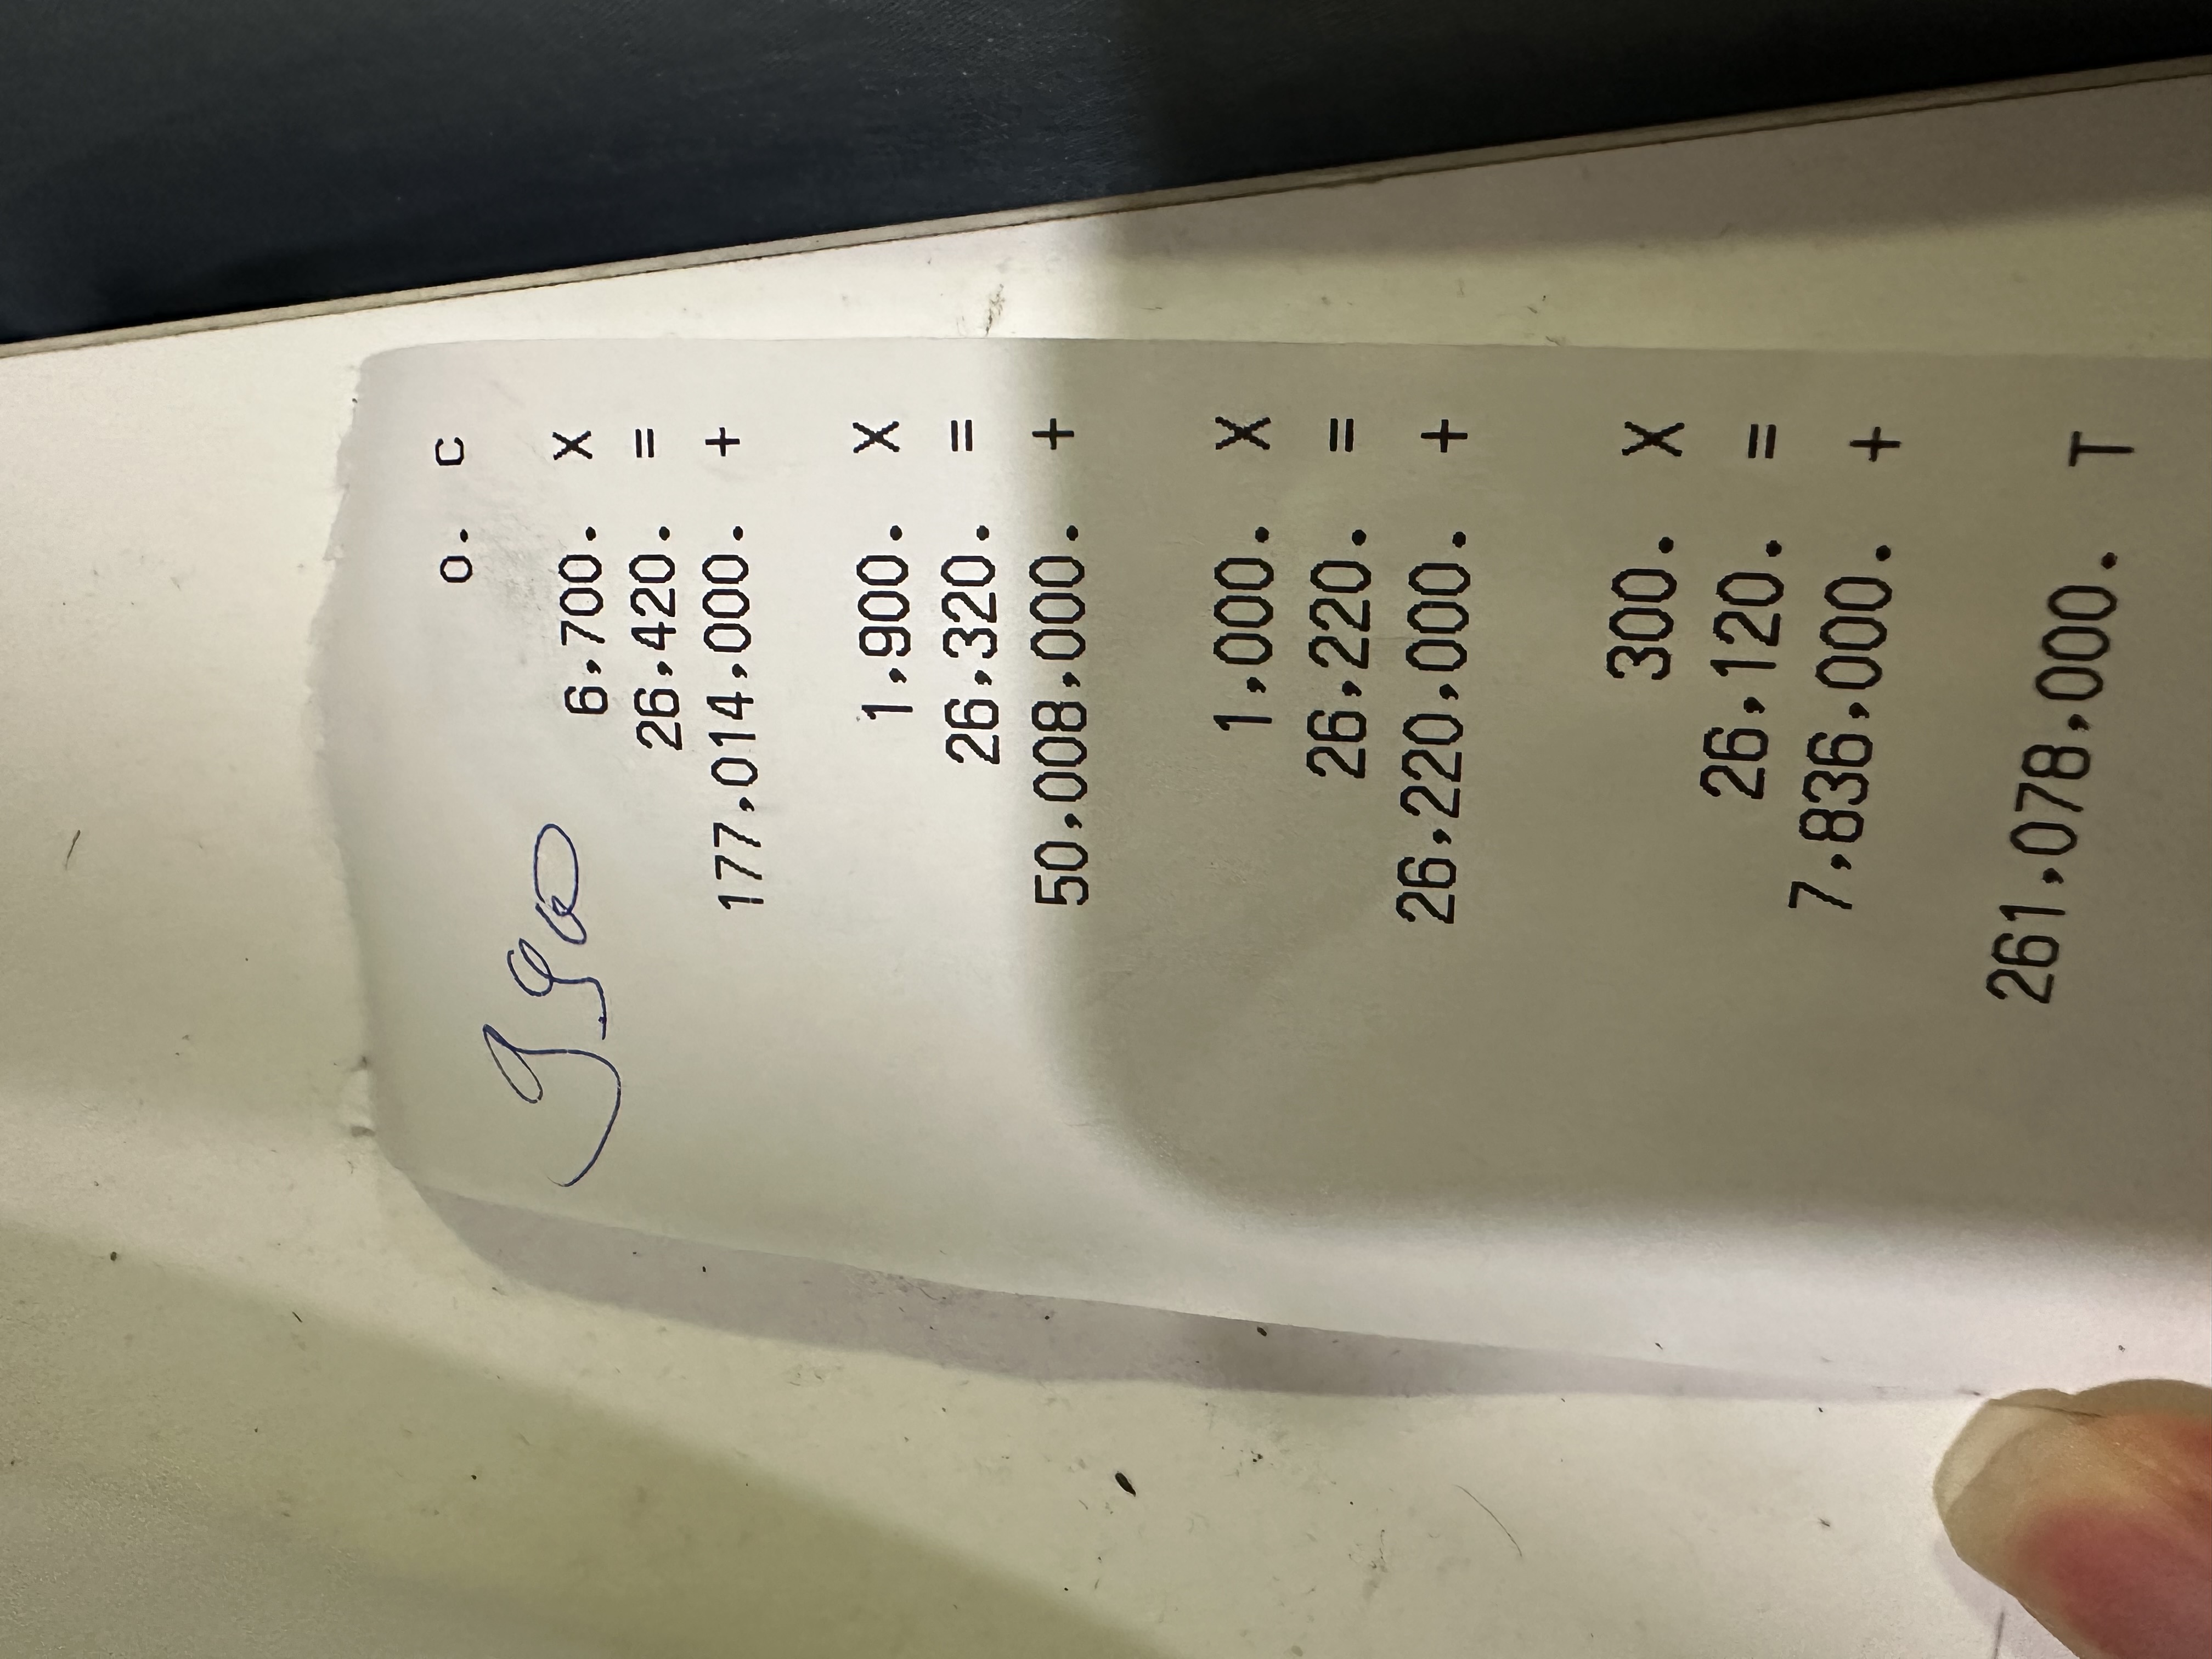 0. C
6,700. X
26,420. =
177,014,000. +
1,900. X
26,320. =
50,008,000. +
1,000. X
26,220. =
26,220,000. +
300. X
26,120. =
7,836,000. +
261,078,000. T